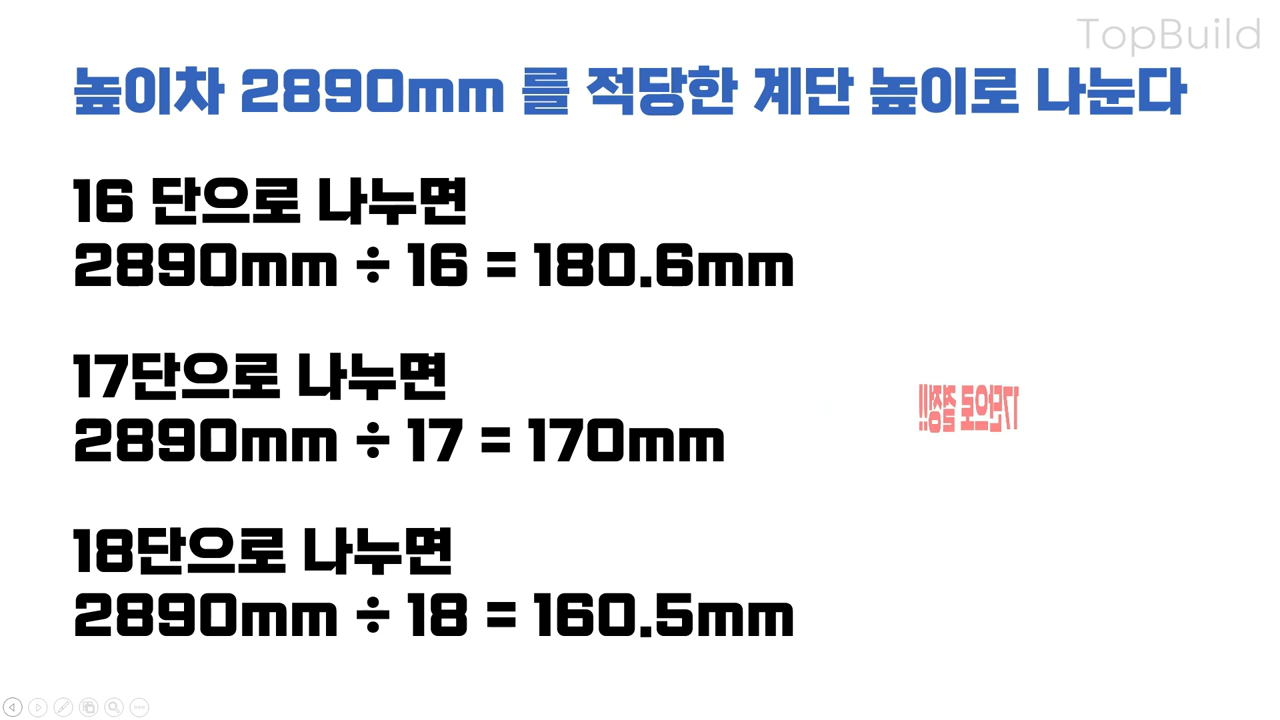 TopBuild
높이차 2890mm 를 적당한 계단 높이로 나눈다
16 단으로 나누면
2890mm ÷ 16 = 180.6mm
17단으로 나누면
2890mm ÷ 17 = 170mm
17단으로 결정!!
18단으로 나누면
2890mm ÷ 18 = 160.5mm